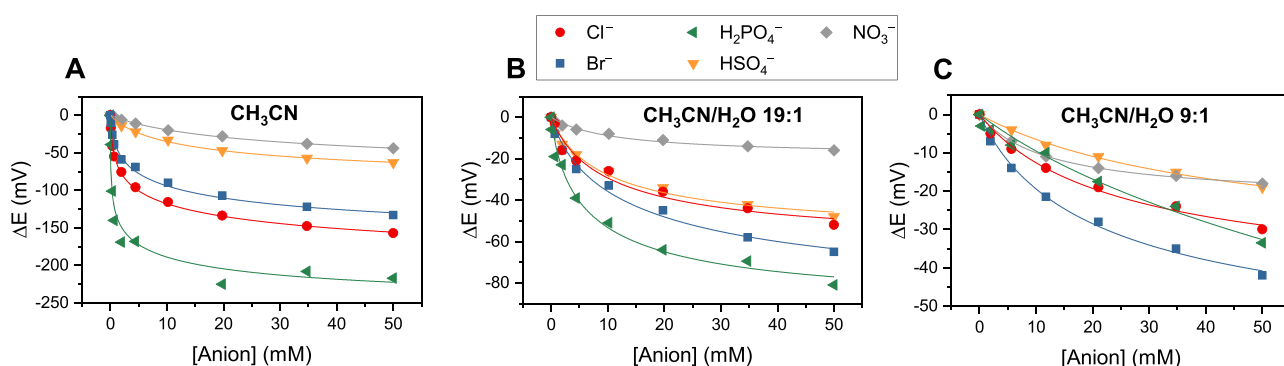 Cl⁻ H₂PO₄⁻ NO₃⁻
Br⁻ HSO₄⁻
A
CH₃CN
0
-50
-100
-150
-200
-250
ΔE (mV)
0 10 20 30 40 50
[Anion] (mM)
B
CH₃CN/H₂O 19:1
0
-20
-40
-60
-80
ΔE (mV)
0 10 20 30 40 50
[Anion] (mM)
C
CH₃CN/H₂O 9:1
0
-10
-20
-30
-40
-50
ΔE (mV)
0 10 20 30 40 50
[Anion] (mM)